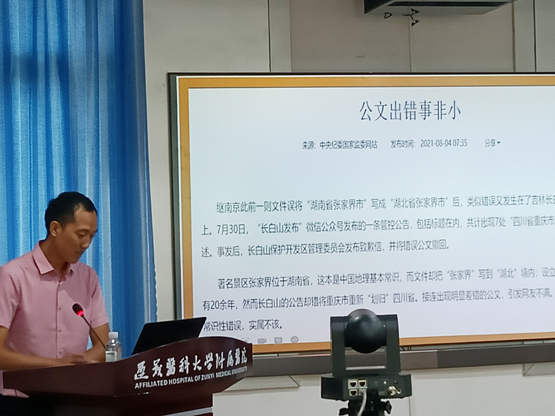 公文出错事非小
来源：中央纪委国家监委网站 发布时间：2021-08-04 07:35 分享
继南京此前一则文件误将“湖南省张家界市”写成“湖北省张家界市”后，类似错误又发生在了吉林长白
上。7月30日，“长白山发布”微信公众号发布的一条管控公告，包括标题在内，共计出现7处“四川省重庆市
述。事发后，长白山保护开发区管理委员会发布致歉信，并将错误公文撤回。
著名景区张家界位于湖南省，这本是中国地理基本常识，而文件却把“张家界”写到“湖北”境内；设立
有20余年，然而长白山的公告却错将重庆市重新“划归”四川省。接连出现明显差错的公文，引发网友不满。
常识性错误，实属不该。
遵义医科大学附属医院
AFFILIATED HOSPITAL OF ZUNYI MEDICAL UNIVERSITY